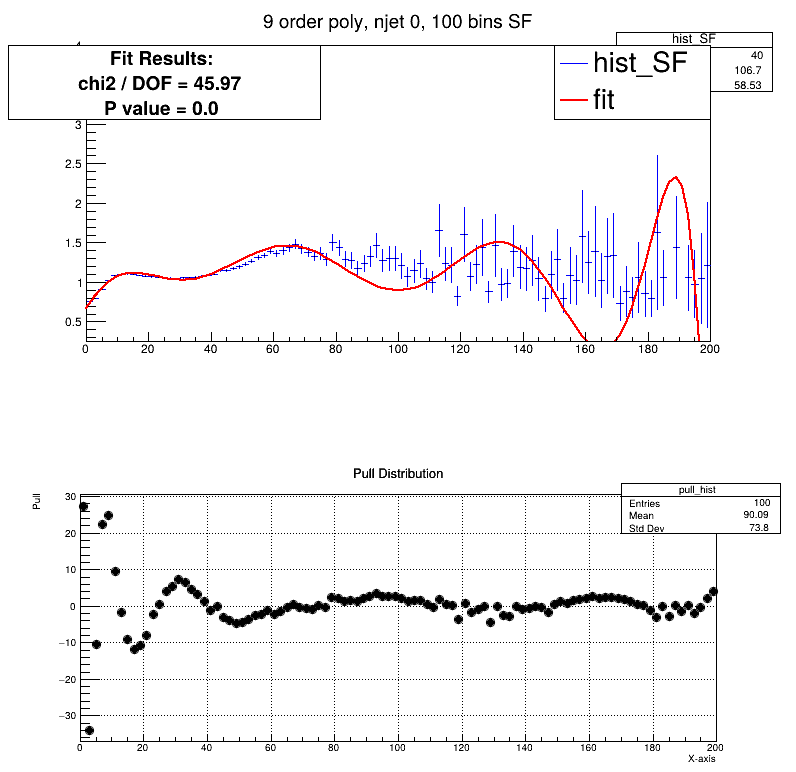 9 order poly, njet 0, 100 bins SF
hist_SF
40
106.7
58.53
Fit Results:
chi2 / DOF = 45.97
P value = 0.0
hist_SF
fit
3
2.5
2
1.5
1
0.5
0 20 40 60 80 100 120 140 160 180 200
Pull Distribution
pull_hist
Entries 100
Mean 90.09
Std Dev 73.8
Pull
30
20
10
0
−10
−20
−30
0 20 40 60 80 100 120 140 160 180 200
X-axis